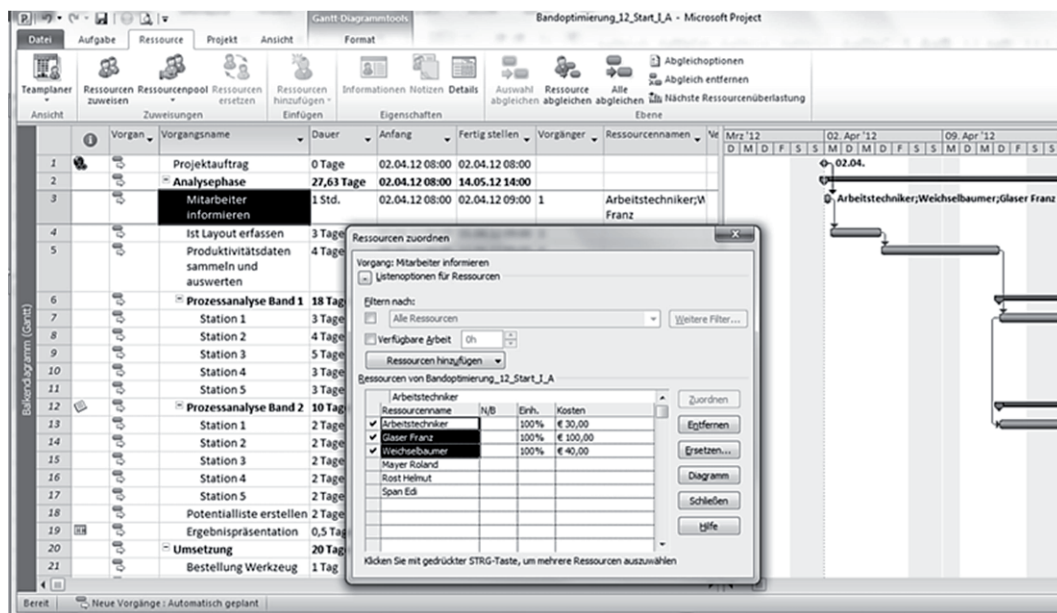 Gantt-Diagrammtools
Bandoptimierung_12_Start_I_A - Microsoft Project
Datei Aufgabe Ressource Projekt Ansicht Format
Teamplaner
Ressourcen zuweisen
Ressourcenpool
Ressourcen ersetzen
Ressourcen hinzufügen
Informationen
Notizen
Details
Auswahl abgleichen
Ressource abgleichen
Alle abgleichen
Abgleichoptionen
Abgleich entfernen
Nächste Ressourcenüberlastung
Ansicht Zuweisungen Einfügen Eigenschaften Ebene
Vorgan Vorgangsname Dauer Anfang Fertig stellen Vorgänger Ressourcennamen
Mrz '12 02. Apr '12 09. Apr '12
D M D F S S M D M D F S S M D M D F S S
1 Projektauftrag 0 Tage 02.04.12 08:00 02.04.12 08:00
02.04.
2 Analysephase 27,63 Tage 02.04.12 08:00 14.05.12 14:00
3 Mitarbeiter informieren 1 Std. 02.04.12 08:00 02.04.12 09:00 1 Arbeitstechniker;W
Franz
Arbeitstechniker;Weichselbaumer;Glaser Franz
4 Ist Layout erfassen 3 Tage
5 Produktivitätsdaten sammeln und auswerten 4 Tage
6 Prozessanalyse Band 1 18 Tag
7 Station 1 3 Tage
8 Station 2 4 Tage
9 Station 3 5 Tage
10 Station 4 3 Tage
11 Station 5 3 Tage
12 Prozessanalyse Band 2 10 Tag
13 Station 1 2 Tage
14 Station 2 2 Tage
15 Station 3 2 Tage
16 Station 4 2 Tage
17 Station 5 2 Tage
18 Potentialliste erstellen 2 Tage
19 Ergebnispräsentation 0,5 Tag
20 Umsetzung 20 Tag
21 Bestellung Werkzeug 1 Tag
Balkendiagramm (Gantt)
Ressourcen zuordnen
Vorgang: Mitarbeiter informieren
Listenoptionen für Ressourcen
Filtern nach:
Alle Ressourcen
Weitere Filter...
Verfügbare Arbeit 0h
Ressourcen hinzufügen
Ressourcen von Bandoptimierung_12_Start_I_A
Arbeitstechniker
Ressourcenname N/B Einh. Kosten
Arbeitstechniker 100% € 30,00
Glaser Franz 100% € 100,00
Weichselbaumer 100% € 40,00
Mayer Roland
Rost Helmut
Span Edi
Zuordnen
Entfernen
Ersetzen...
Diagramm
Schließen
Hilfe
Klicken Sie mit gedrückter STRG-Taste, um mehrere Ressourcen auszuwählen
Bereit Neue Vorgänge : Automatisch geplant